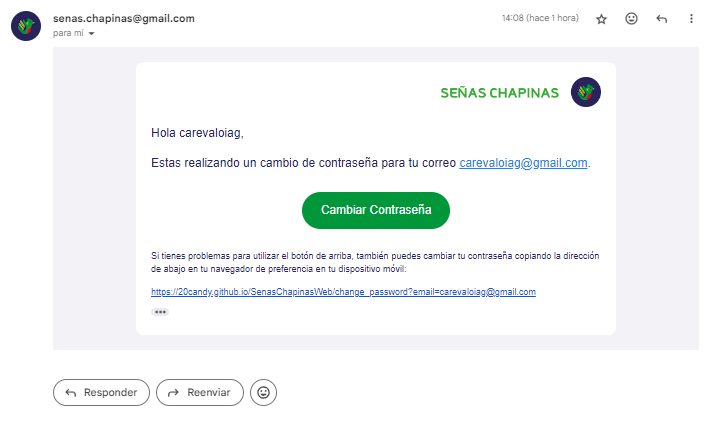 senas.chapinas@gmail.com
14:08 (hace 1 hora)
para mí
SEÑAS CHAPINAS
Hola carevaloiag,
Estas realizando un cambio de contraseña para tu correo carevaloiag@gmail.com.
Cambiar Contraseña
Si tienes problemas para utilizar el botón de arriba, también puedes cambiar tu contraseña copiando la dirección
de abajo en tu navegador de preferencia en tu dispositivo móvil:
https://20candy.github.io/SenasChapinasWeb/change_password?email=carevaloiag@gmail.com
Responder
Reenviar